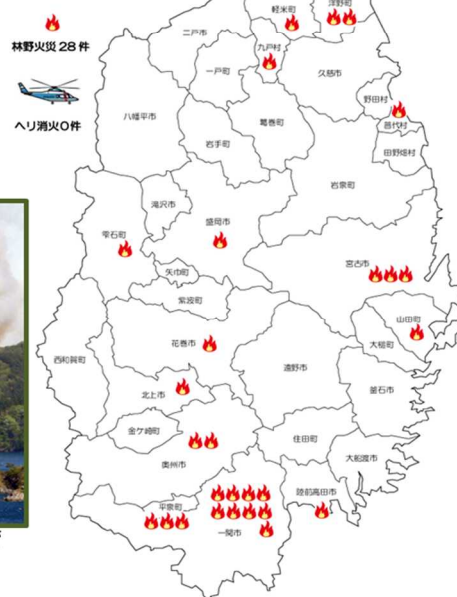 林野火災28件
ヘリ消火0件
軽米町
洋野町
二戸市
九戸村
一戸町
久慈市
野田村
普代村
八幡平市
葛巻町
岩手町
田野畑村
岩泉町
滝沢市
盛岡市
雫石町
宮古市
矢巾町
紫波町
山田町
大槌町
花巻市
西和賀町
遠野市
釜石市
北上市
金ケ崎町
住田町
奥州市
大船渡市
陸前高田市
平泉町
一関市